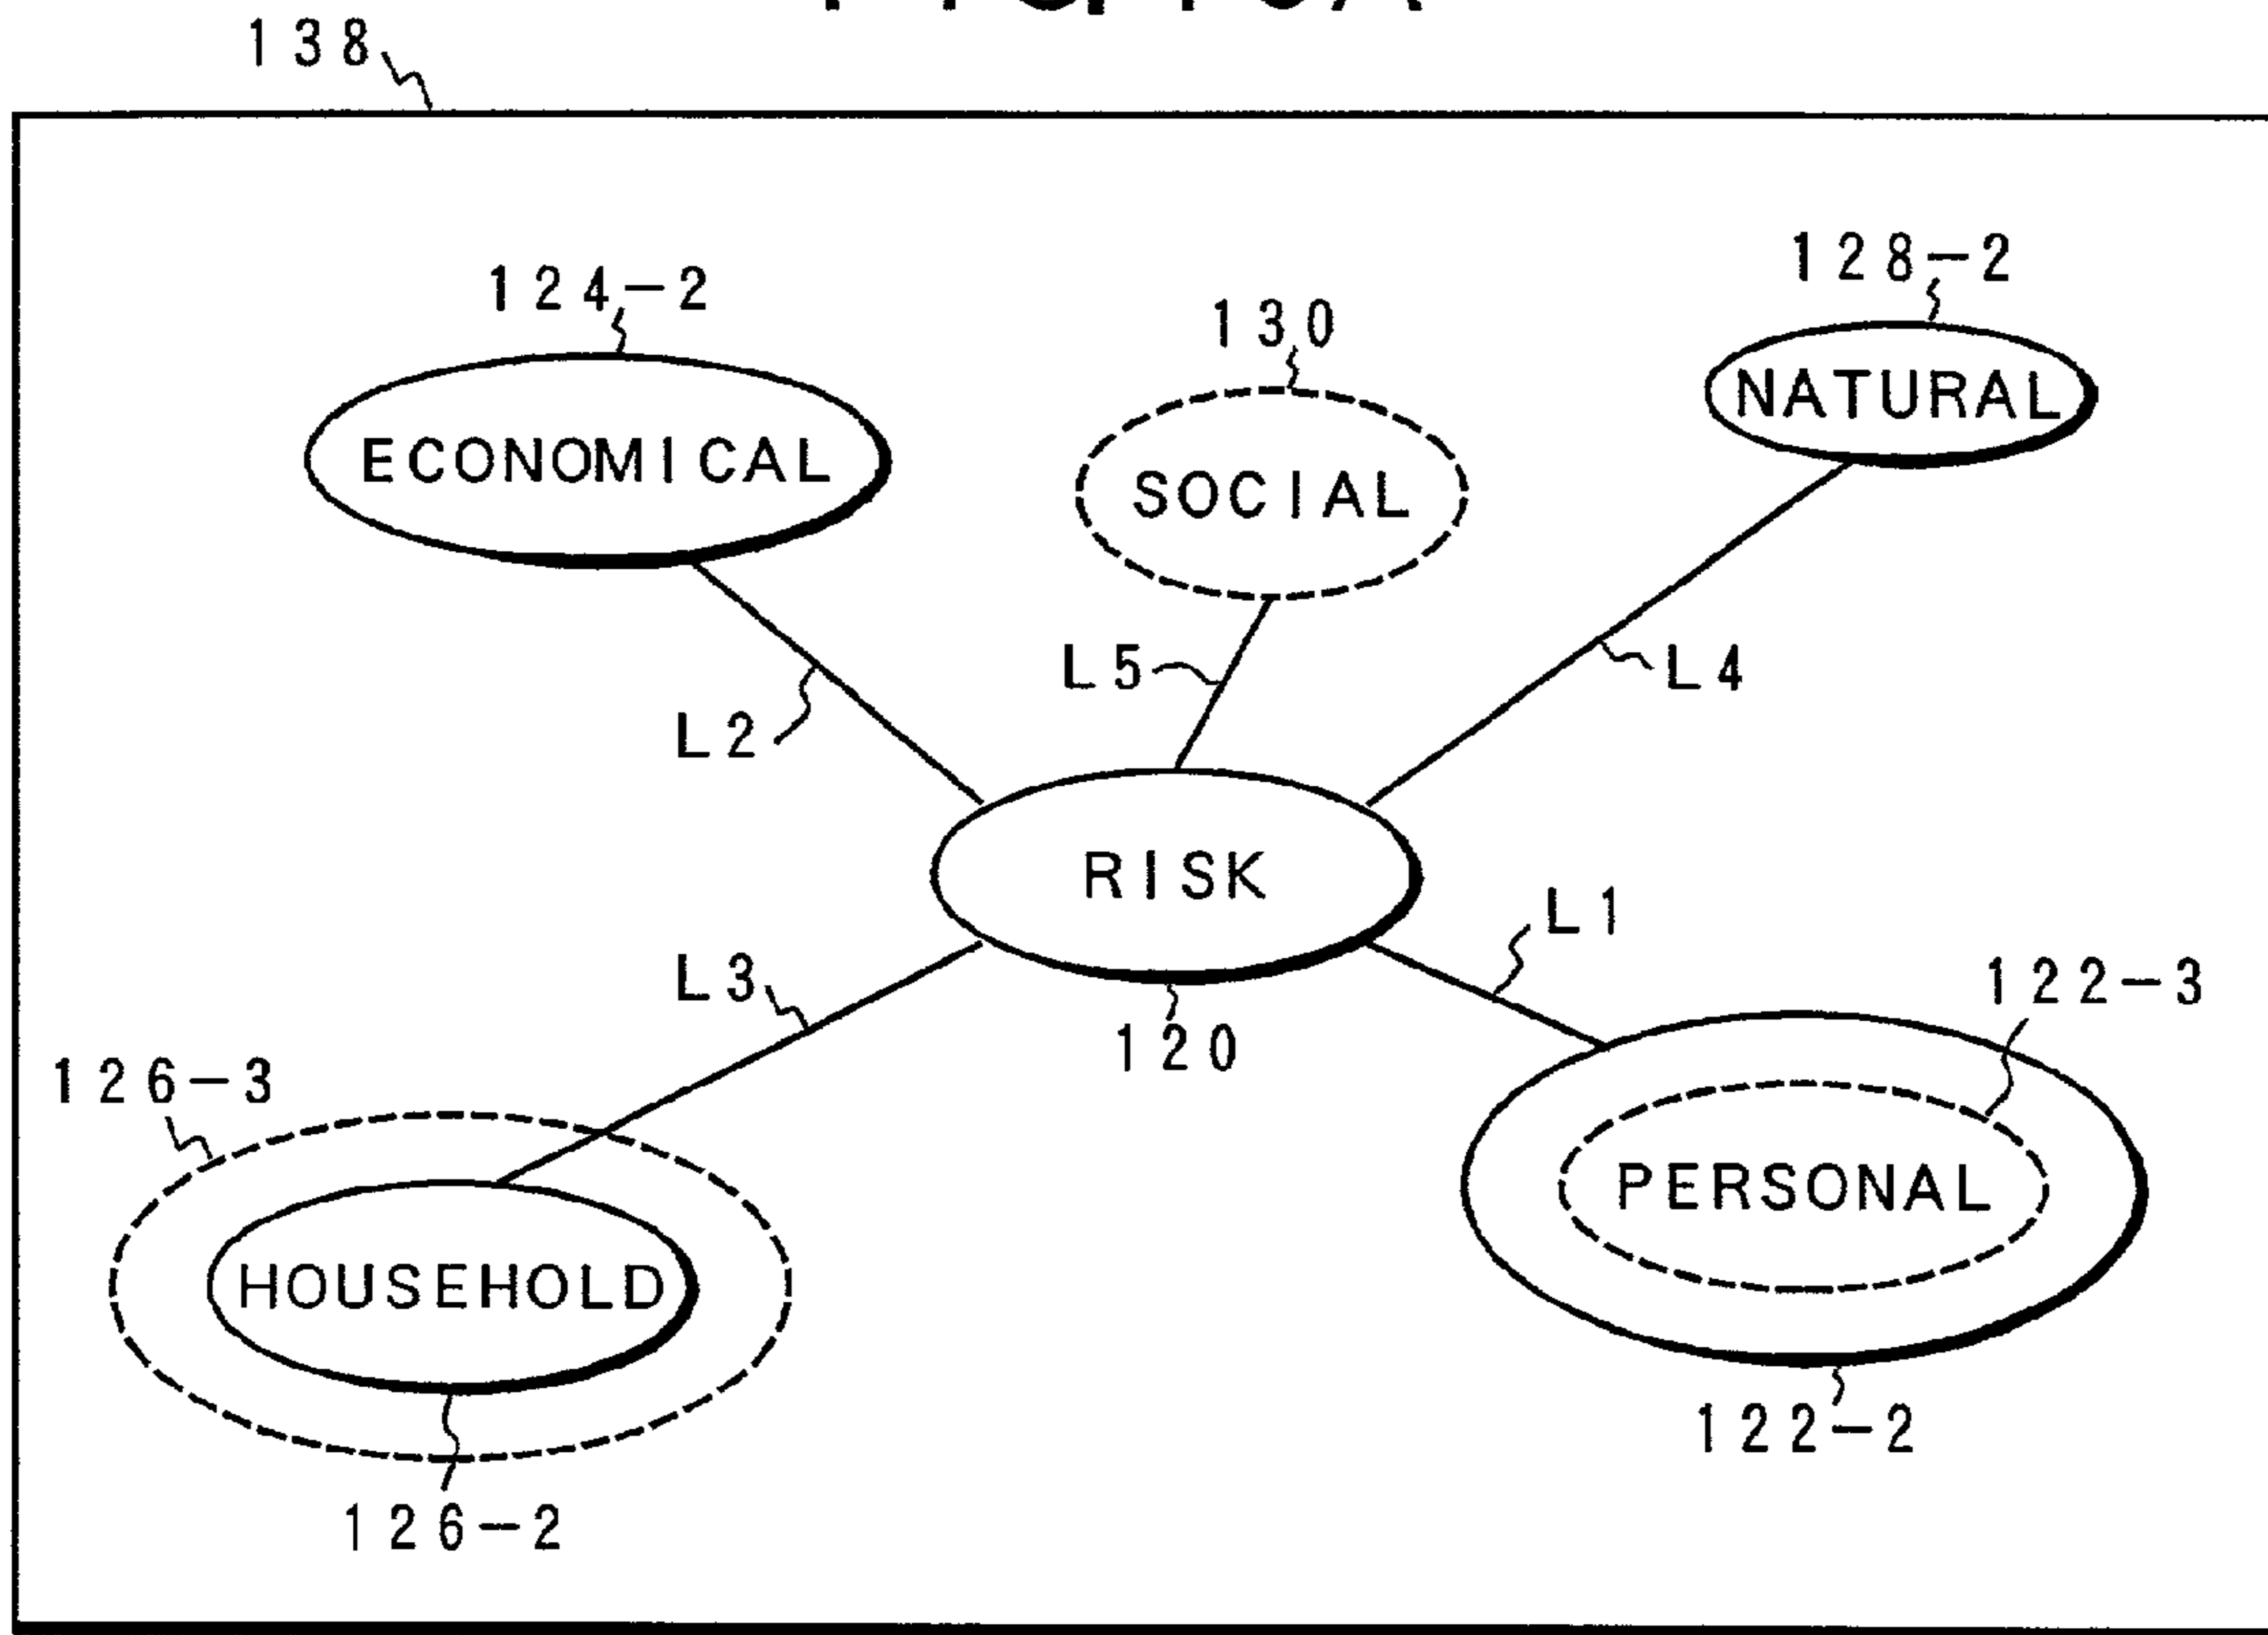 138
128-2
124-2
130
NATURAL
ECONOMICAL
SOCIAL
L5
L4
L2
RISK
L1
L3
122-3
120
126-3
PERSONAL
HOUSEHOLD
122-2
126-2